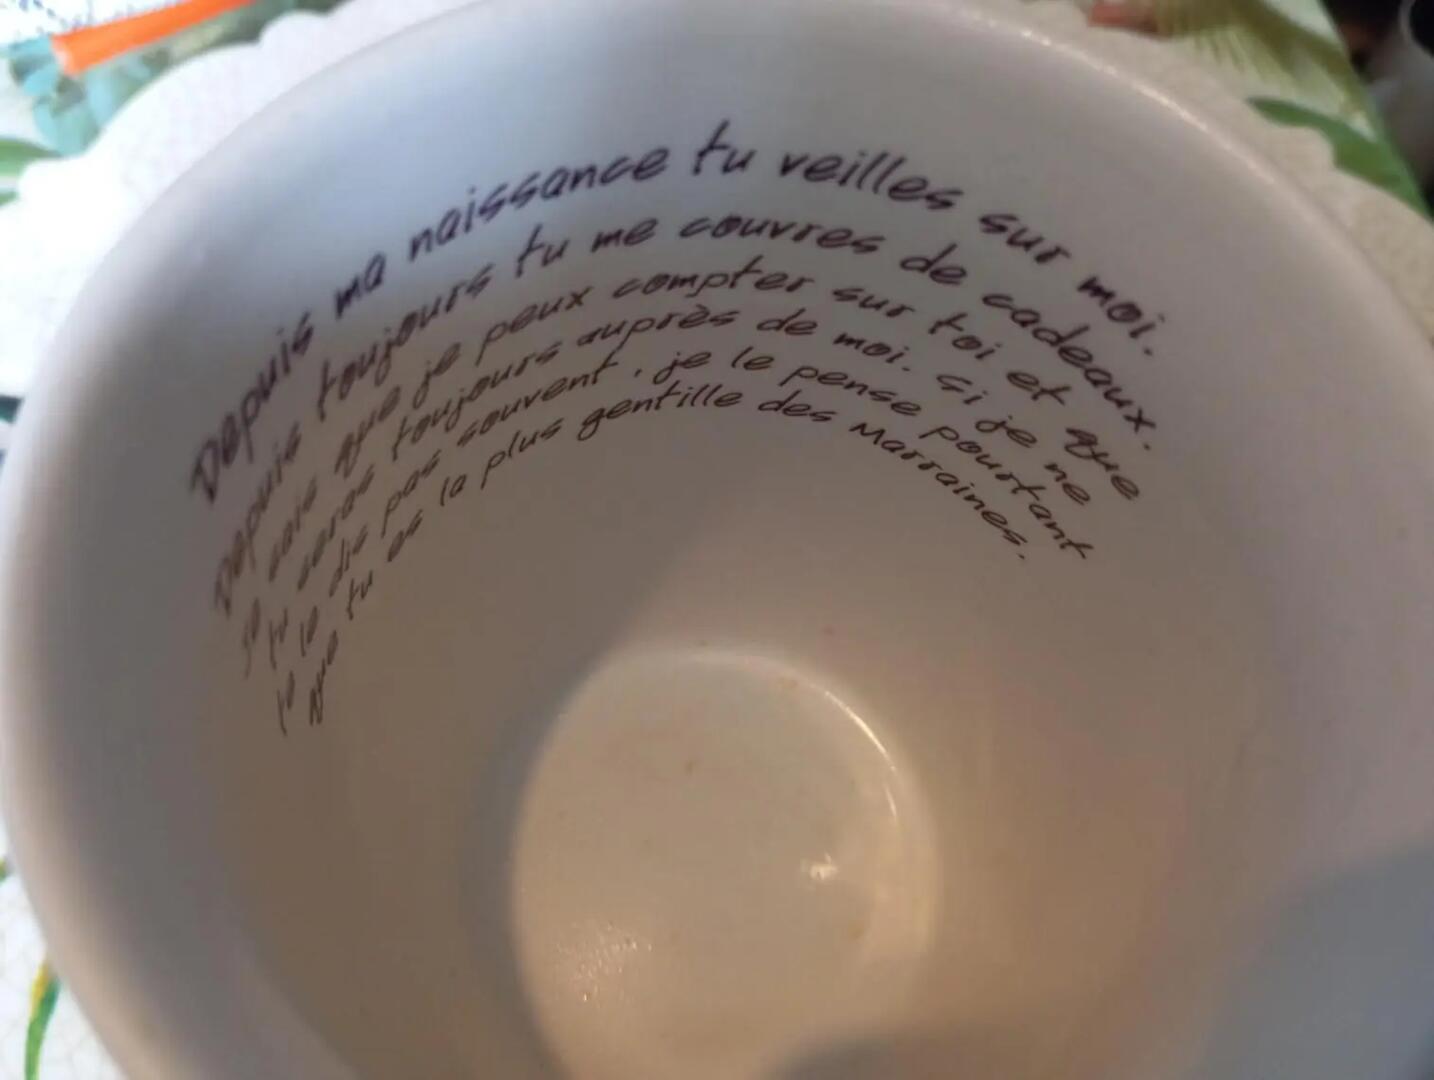 Depuis ma naissance tu veilles sur moi.
Depuis toujours tu me couvres de cadeaux.
Je sais que je peux compter sur toi et que
tu seras toujours auprès de moi. Si je ne
te le dis pas souvent, je le pense pourtant
que tu es la plus gentille des Marraines.